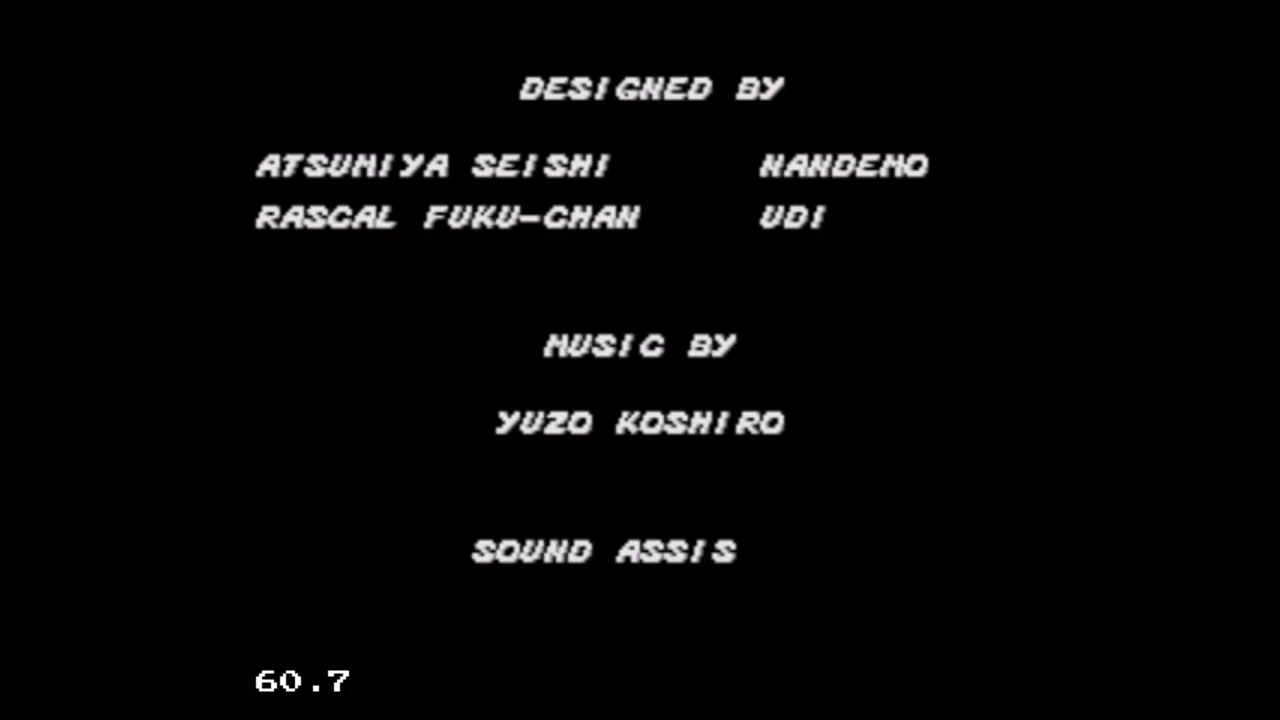 DESIGNED BY
ATSUMIYA SEISHI NANDEMO
RASCAL FUKU-CHAN UDI
MUSIC BY
YUZO KOSHIRO
SOUND ASSIS
60.7